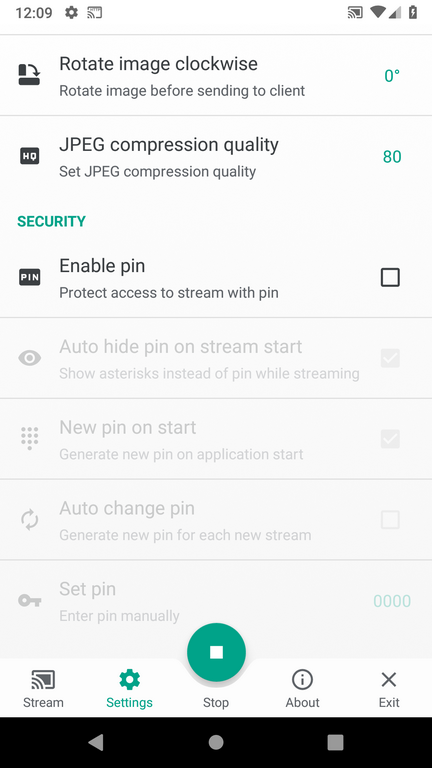 12:09
Rotate image clockwise
Rotate image before sending to client
0°
HQ
JPEG compression quality
Set JPEG compression quality
80
SECURITY
PIN
Enable pin
Protect access to stream with pin
Auto hide pin on stream start
Show asterisks instead of pin while streaming
New pin on start
Generate new pin on application start
Auto change pin
Generate new pin for each new stream
Set pin
Enter pin manually
0000
Stream
Settings
Stop
About
Exit